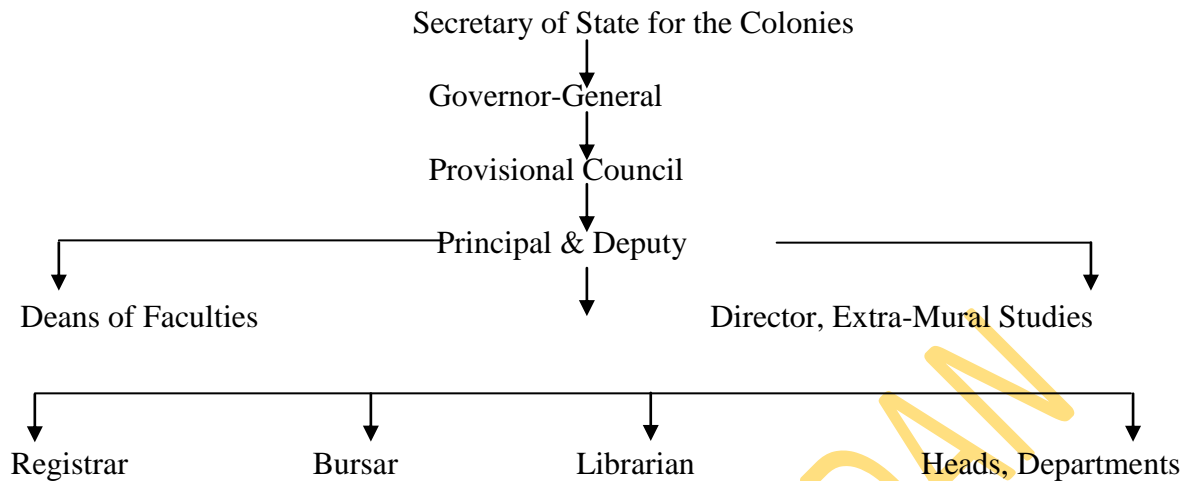 Secretary of State for the Colonies
Governor-General
Provisional Council
Principal & Deputy
Deans of Faculties Director, Extra-Mural Studies
Registrar Bursar Librarian Heads, Departments
DAN